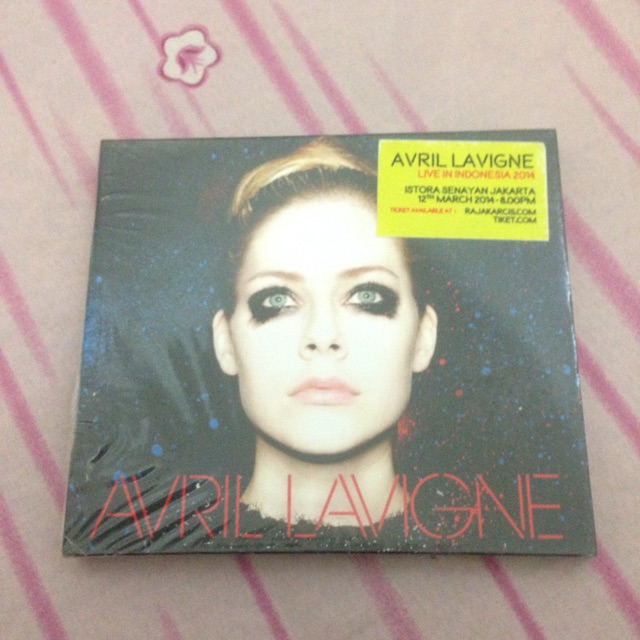 AVRIL LAVIGNE
LIVE IN INDONESIA 2014
ISTORA SENAYAN JAKARTA
12TH MARCH 2014 - 8.00PM
TICKET AVAILABLE AT : RAJAKARCIS.COM
TIKET.COM
AVRIL LAVIGNE